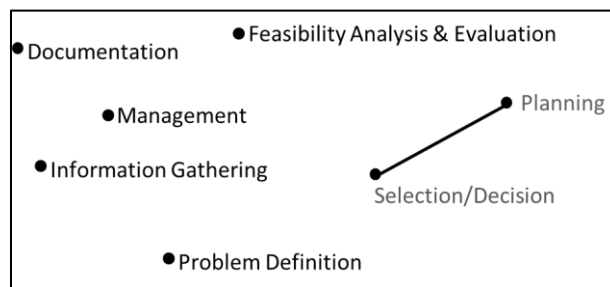 Feasibility Analysis & Evaluation
Documentation
Planning
Management
Information Gathering
Selection/Decision
Problem Definition